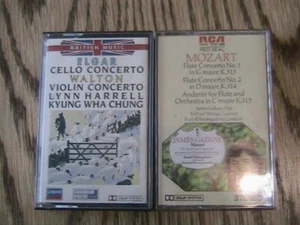 BRITISH MUSIC
ELGAR
CELLO CONCERTO
WALTON
VIOLIN CONCERTO
LYNN HARRELL
KYUNG WHA CHUNG
RCA
RED SEAL
MOZART
Flute Concerto No. 1
in G major, K.313
Flute Concerto No. 2
in D major, K.314
Andante for Flute and
Orchestra in C major, K.315
JAMES GALWAY
Mozart